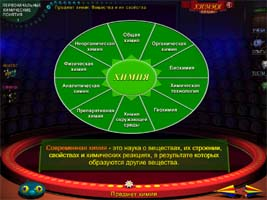 ПЕРВОНАЧАЛЬНЫЕ
ХИМИЧЕСКИЕ
ПОНЯТИЯ
Предмет химии. Вещества и их свойства
ХИМИЯ
Общая
химия
Неорганическая
химия
Органическая
химия
Физическая
химия
Биохимия
ХИМИЯ
Аналитическая
химия
Химическая
технология
Препаративная
химия
Геохимия
Химия
окружающей
среды
Современная химия - это наука о веществах, их строении,
свойствах и химических реакциях, в результате которых
образуются другие вещества.
Предмет химии